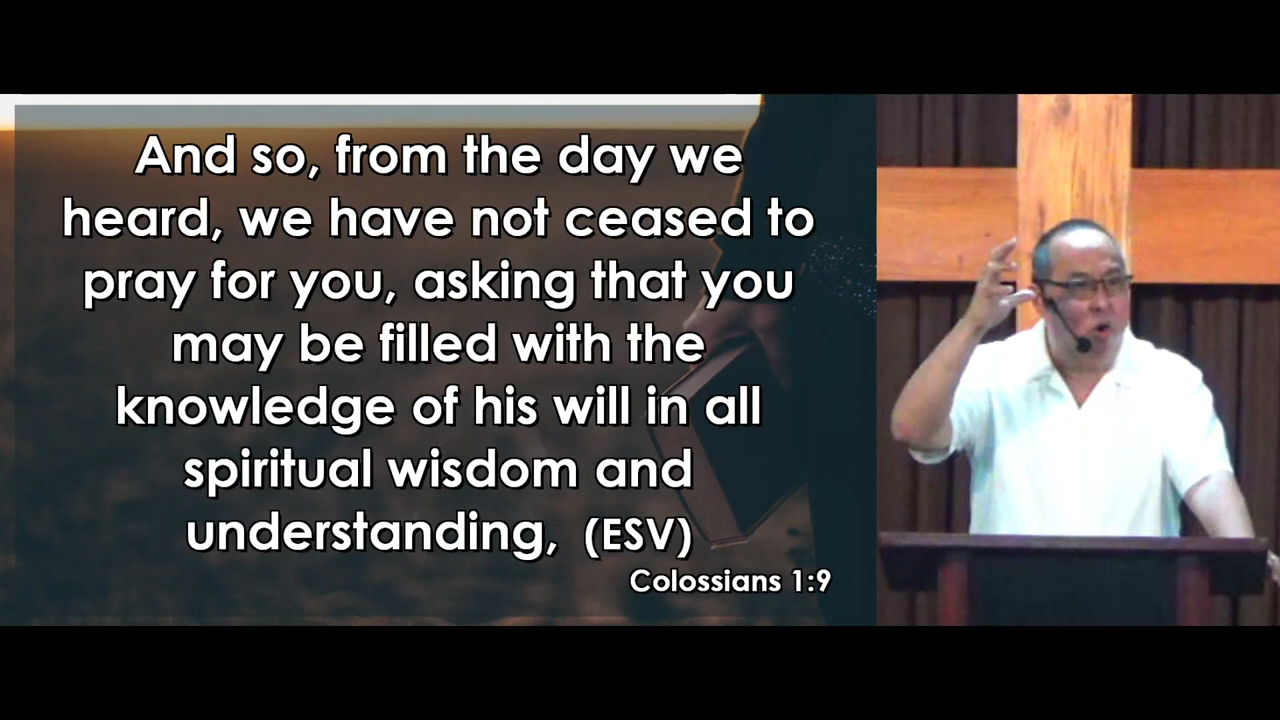 And so, from the day we
heard, we have not ceased to
pray for you, asking that you
may be filled with the
knowledge of his will in all
spiritual wisdom and
understanding, (ESV)
Colossians 1:9